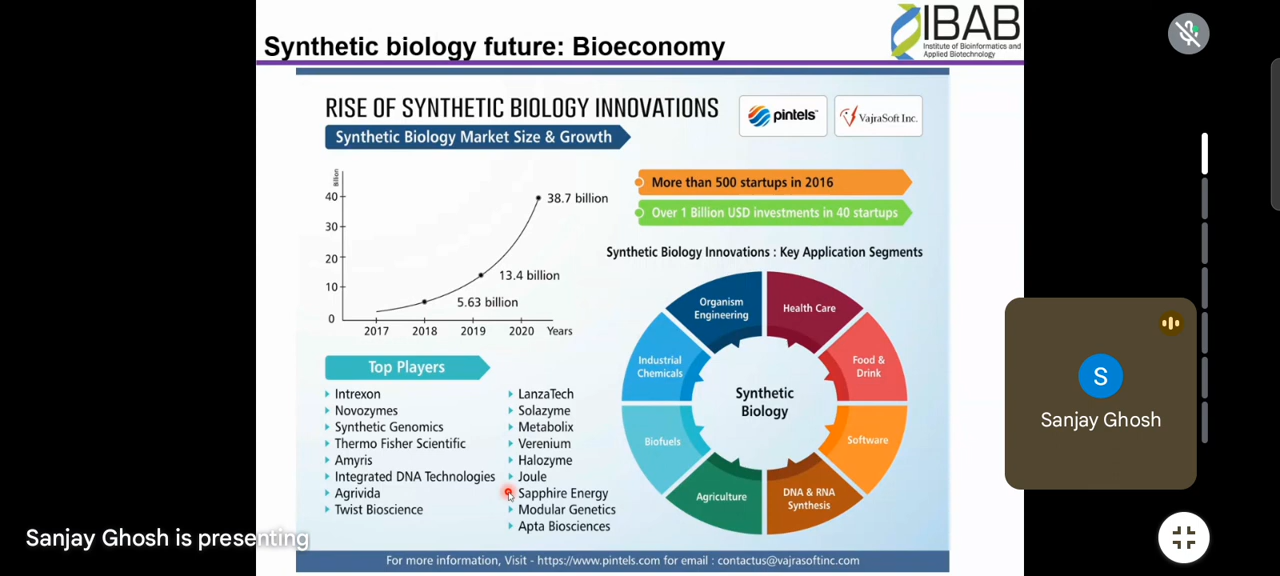 Synthetic biology future: Bioeconomy
IBAB
Institute of Bioinformatics and
Applied Biotechnology
RISE OF SYNTHETIC BIOLOGY INNOVATIONS
pintels™
VajraSoft Inc.
Synthetic Biology Market Size & Growth
Billion
40
30
20
10
0
38.7 billion
13.4 billion
5.63 billion
2017
2018
2019
2020
Years
More than 500 startups in 2016
Over 1 Billion USD investments in 40 startups
Synthetic Biology Innovations : Key Application Segments
Organism
Engineering
Health Care
Food &
Drink
Software
DNA & RNA
Synthesis
Agriculture
Biofuels
Industrial
Chemicals
Synthetic
Biology
Top Players
Intrexon
Novozymes
Synthetic Genomics
Thermo Fisher Scientific
Amyris
Integrated DNA Technologies
Agrivida
Twist Bioscience
LanzaTech
Solazyme
Metabolix
Verenium
Halozyme
Joule
Sapphire Energy
Modular Genetics
Apta Biosciences
For more information, Visit - https://www.pintels.com for email : contactus@vajrasoftinc.com
Sanjay Ghosh is presenting
S
Sanjay Ghosh